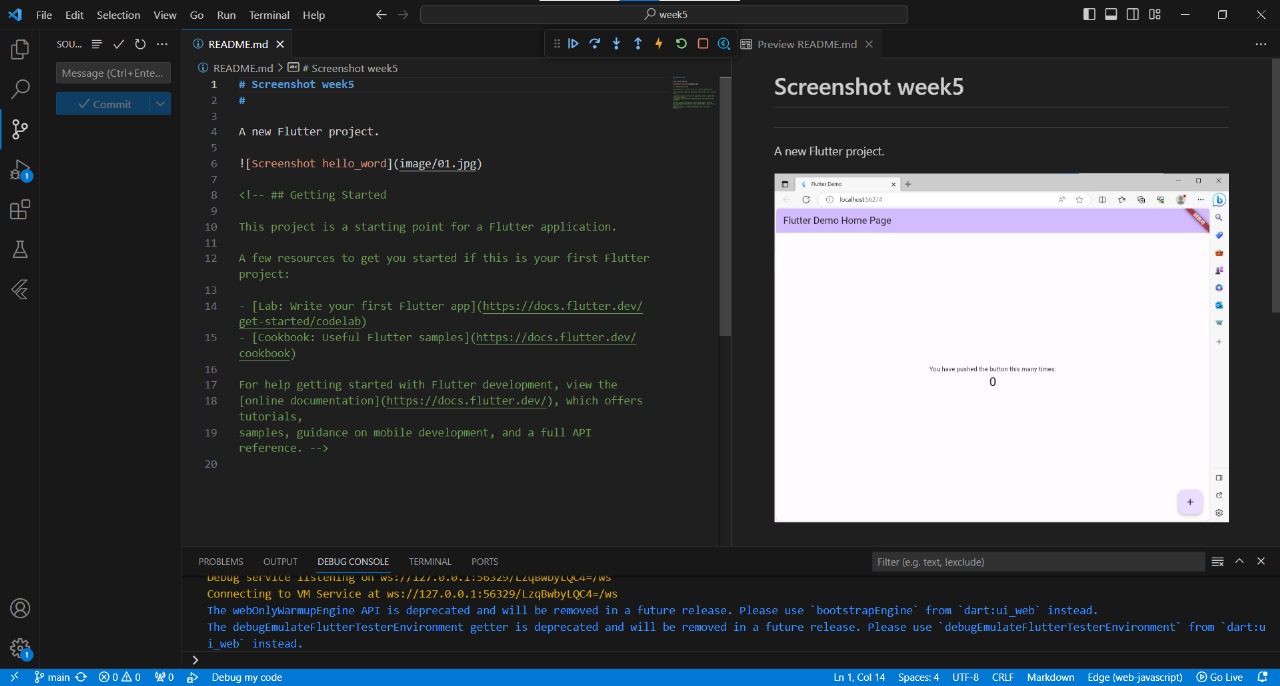 File Edit Selection View Go Run Terminal Help
week5
SOU...
README.md
Preview README.md
Message (Ctrl+Ente...
Commit
README.md > # Screenshot week5
1 # Screenshot week5
2 #
3
4 A new Flutter project.
5
6 ![Screenshot hello_word](image/01.jpg)
7
8 <!-- ## Getting Started
9
10 This project is a starting point for a Flutter application.
11
12 A few resources to get you started if this is your first Flutter
project:
13
14 - [Lab: Write your first Flutter app](https://docs.flutter.dev/
get-started/codelab)
15 - [Cookbook: Useful Flutter samples](https://docs.flutter.dev/
cookbook)
16
17 For help getting started with Flutter development, view the
18 [online documentation](https://docs.flutter.dev/), which offers
tutorials,
19 samples, guidance on mobile development, and a full API
reference. -->
20
Screenshot week5
A new Flutter project.
Flutter Demo
localhost:56274
Flutter Demo Home Page
DEBUG
You have pushed the button this many times:
0
+
1
1
PROBLEMS OUTPUT DEBUG CONSOLE TERMINAL PORTS
Filter (e.g. text, !exclude)
Debug service listening on ws://127.0.0.1:56329/LzqBwbyLQC4=/ws
Connecting to VM Service at ws://127.0.0.1:56329/LzqBwbyLQC4=/ws
The webOnlyWarmupEngine API is deprecated and will be removed in a future release. Please use `bootstrapEngine` from `dart:ui_web` instead.
The debugEmulateFlutterTesterEnvironment getter is deprecated and will be removed in a future release. Please use `debugEmulateFlutterTesterEnvironment` from `dart:u
i_web` instead.
>
main 0 0 0 Debug my code Ln 1, Col 14 Spaces: 4 UTF-8 CRLF Markdown Edge (web-javascript) Go Live